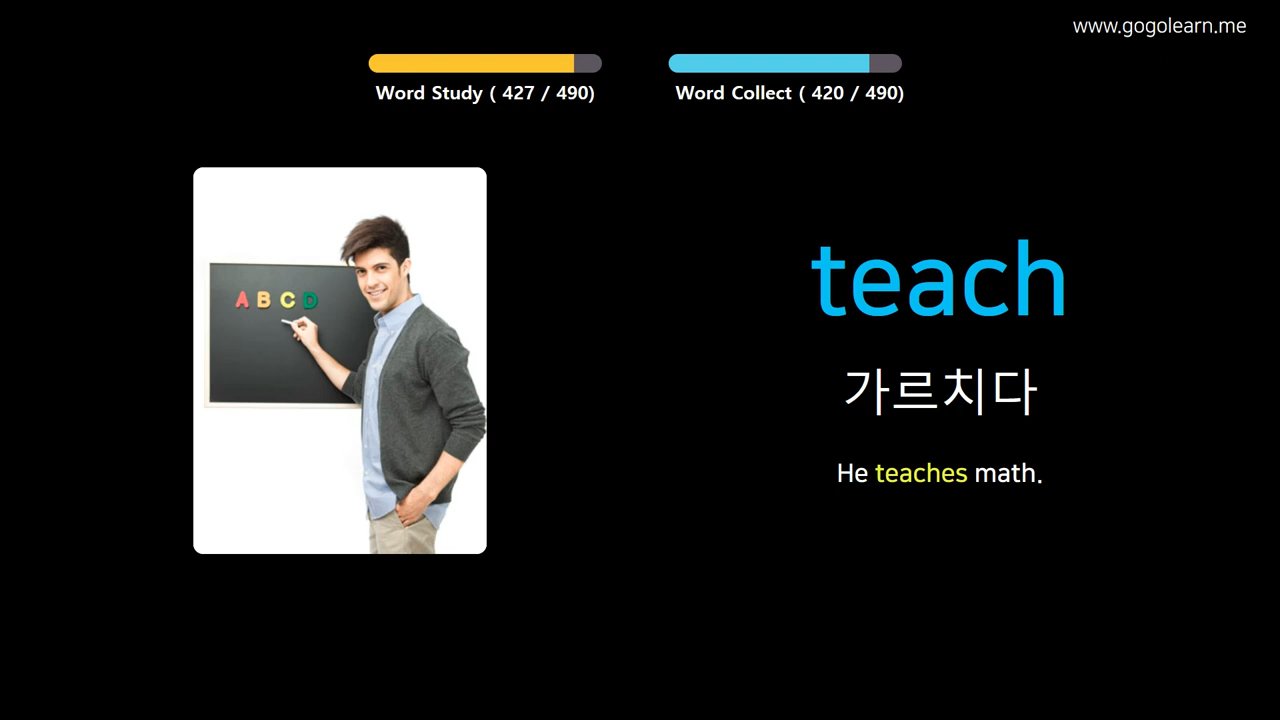 www.gogolearn.me
Word Study ( 427 / 490)
Word Collect ( 420 / 490)
A B C D
teach
가르치다
He teaches math.